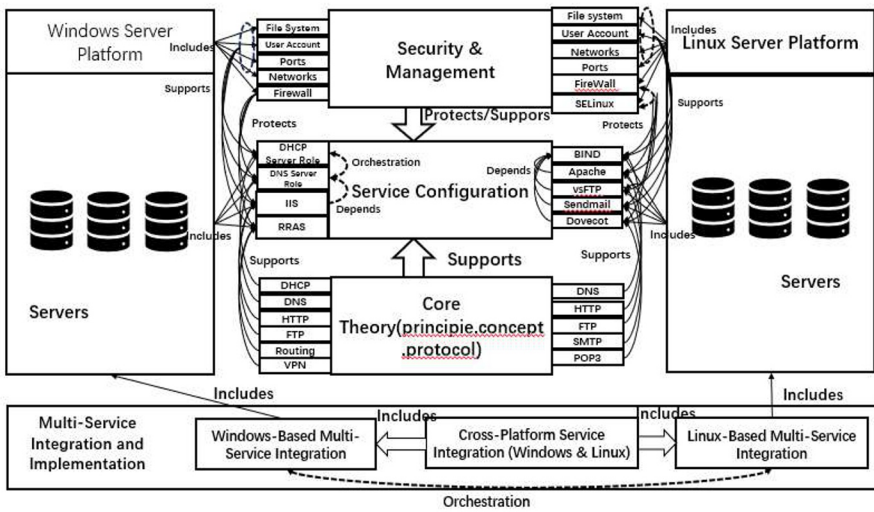 Windows Server
Platform
Includes
Supports
File System
User Account
Ports
Networks
Firewall
Security &
Management
File system
User Account
Networks
Ports
FireWall
SELinux
Includes
Linux Server Platform
Supports
Protects
Protects/Suppors
Protects
DHCP
Server Role
DNS Server
Role
IIS
RRAS
Orchestration
Depends
Service Configuration
Depends
BIND
Apache
vsFTP
Sendmail
Dovecot
Includes
Includes
Supports
Supports
Supports
Servers
Servers
DHCP
DNS
HTTP
FTP
Routing
VPN
Core
Theory(principie.concept
.protocol)
DNS
HTTP
FTP
SMTP
POP3
Includes
Includes
Multi-Service
Integration and
Implementation
Windows-Based Multi-
Service Integration
Includes
Cross-Platform Service
Integration (Windows & Linux)
Includes
Linux-Based Multi-Service
Integration
Orchestration